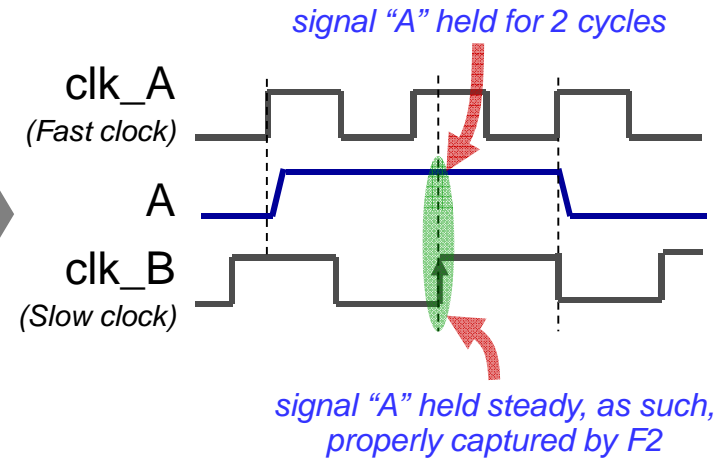 signal “A” held for 2 cycles
clk_A
(Fast clock)
A
clk_B
(Slow clock)
signal “A” held steady, as such,
properly captured by F2